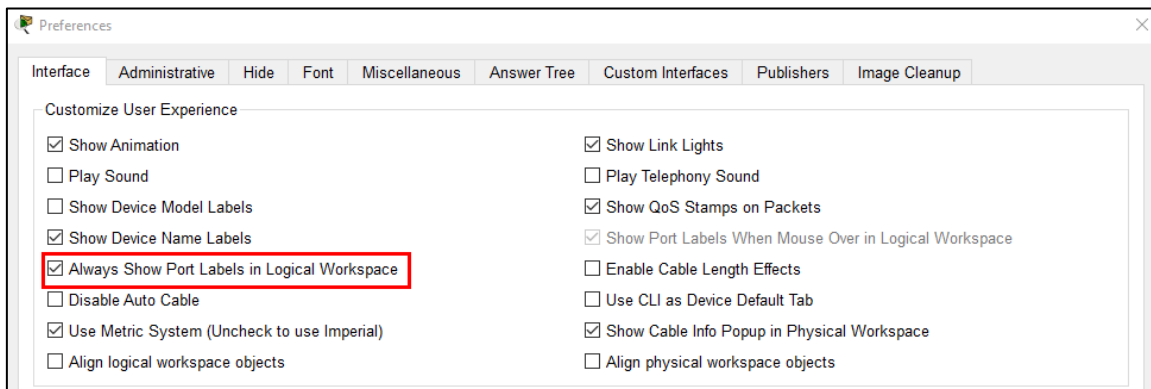 Preferences
Interface Administrative Hide Font Miscellaneous Answer Tree Custom Interfaces Publishers Image Cleanup
Customize User Experience
Show Animation Show Link Lights
Play Sound Play Telephony Sound
Show Device Model Labels Show QoS Stamps on Packets
Show Device Name Labels Show Port Labels When Mouse Over in Logical Workspace
Always Show Port Labels in Logical Workspace Enable Cable Length Effects
Disable Auto Cable Use CLI as Device Default Tab
Use Metric System (Uncheck to use Imperial) Show Cable Info Popup in Physical Workspace
Align logical workspace objects Align physical workspace objects